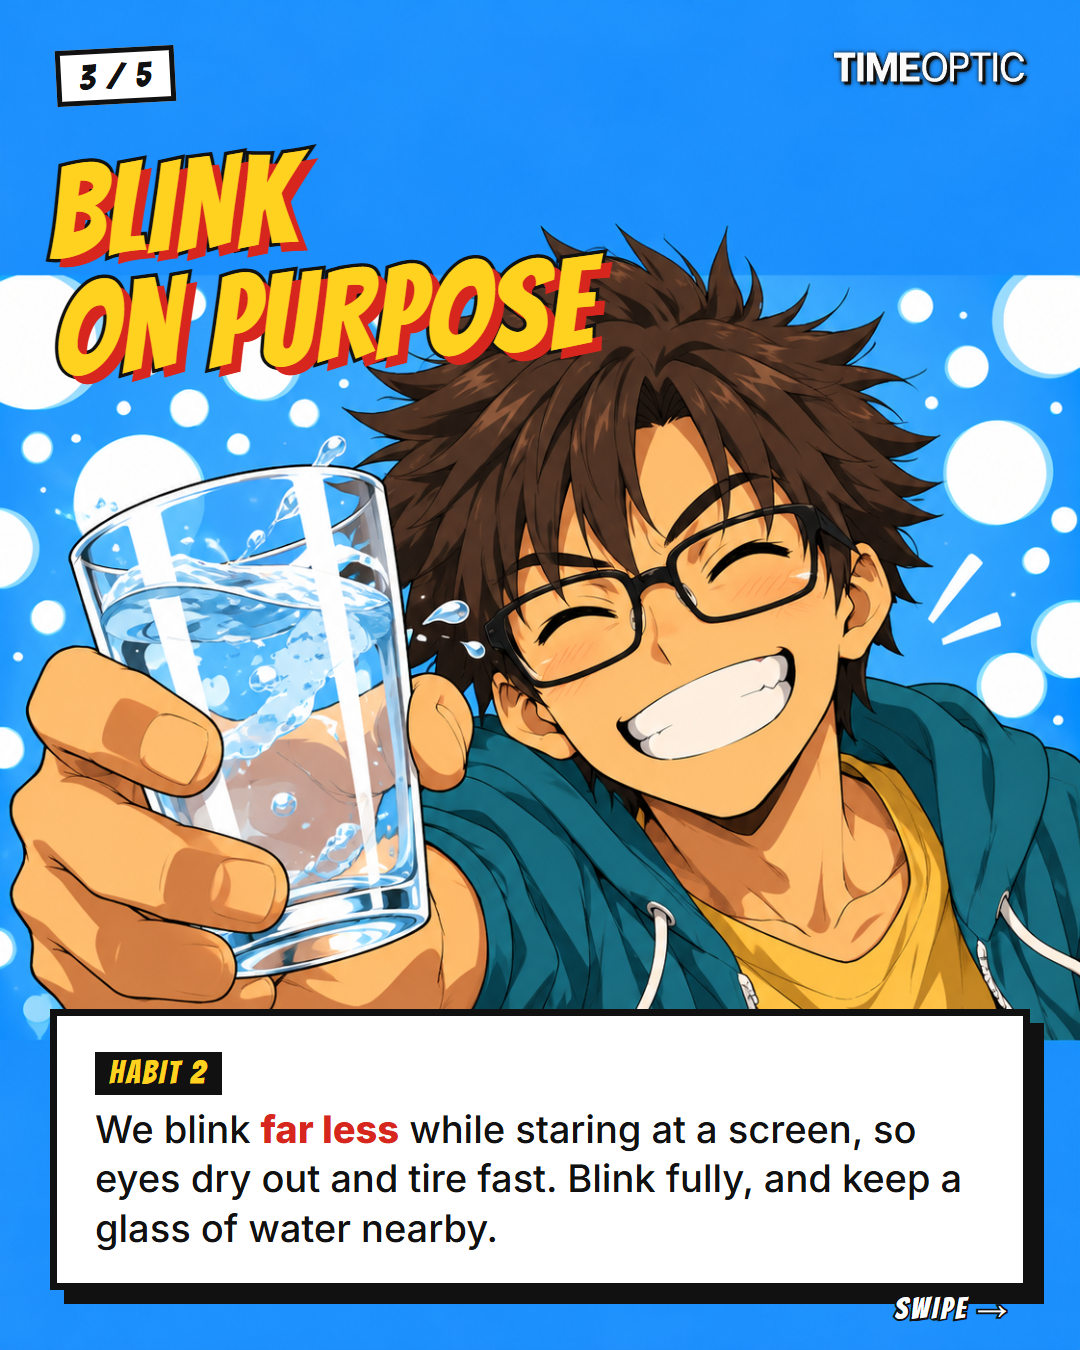 3 / 5
TIMEOPTIC
BLINK
ON PURPOSE
HABIT 2
We blink far less while staring at a screen, so
eyes dry out and tire fast. Blink fully, and keep a
glass of water nearby.
SWIPE →